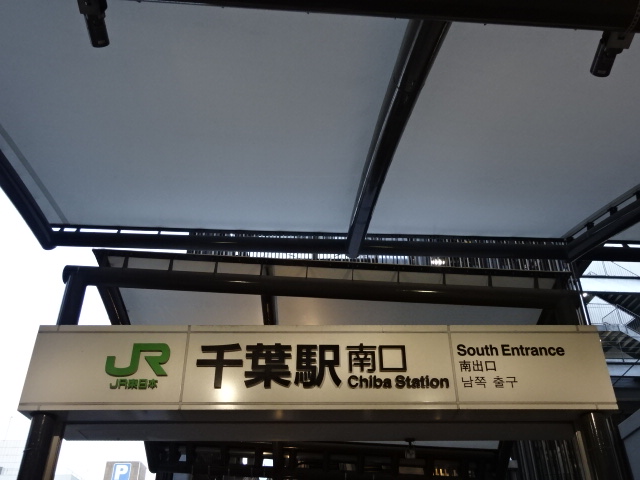 JR
JR東日本
千葉駅 南口
Chiba Station
South Entrance
南出口
남쪽 출구
P